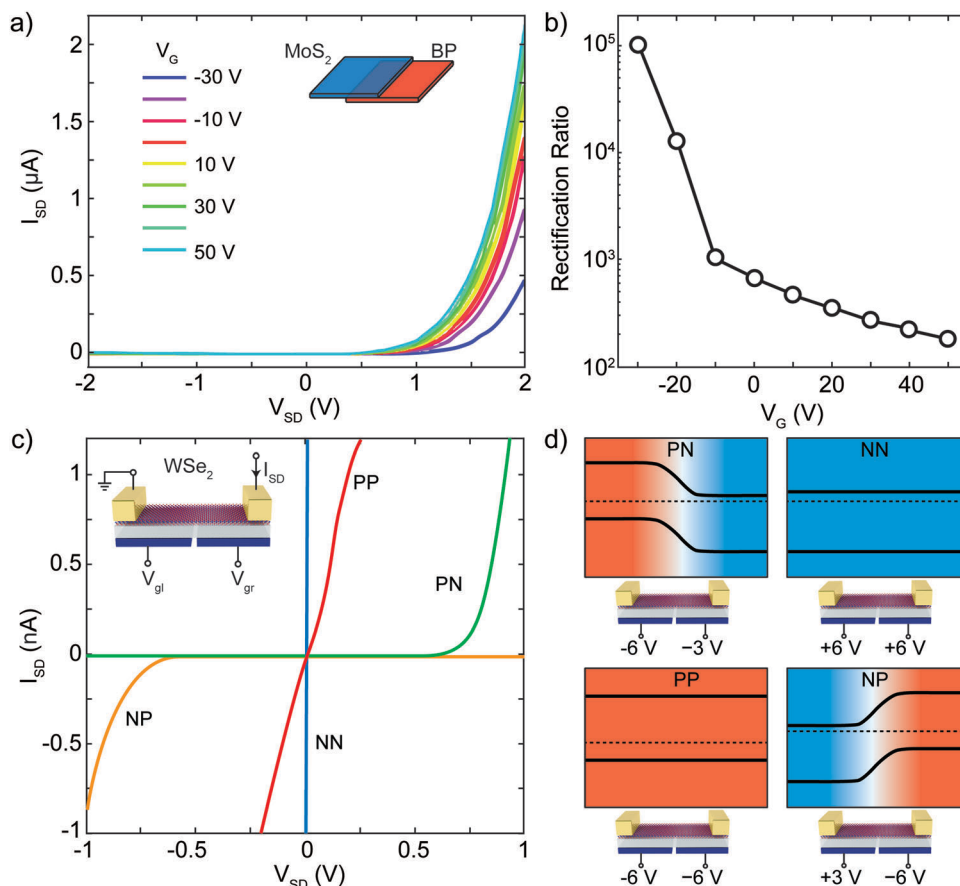 a)
V_G
-30 V
-10 V
10 V
30 V
50 V
MoS₂
BP
I_SD (µA)
2
1.5
1
0.5
0
-2
-1
0
1
2
V_SD (V)
b)
Rectification Ratio
10⁵
10⁴
10³
10²
-20
0
20
40
V_G (V)
c)
WSe₂
I_SD
V_gl
V_gr
PP
PN
NP
NN
I_SD (nA)
1
0.5
0
-0.5
-1
-1
-0.5
0
0.5
1
V_SD (V)
d)
PN
NN
-6 V
−3 V
+6 V
+6 V
PP
NP
-6 V
−6 V
+3 V
−6 V